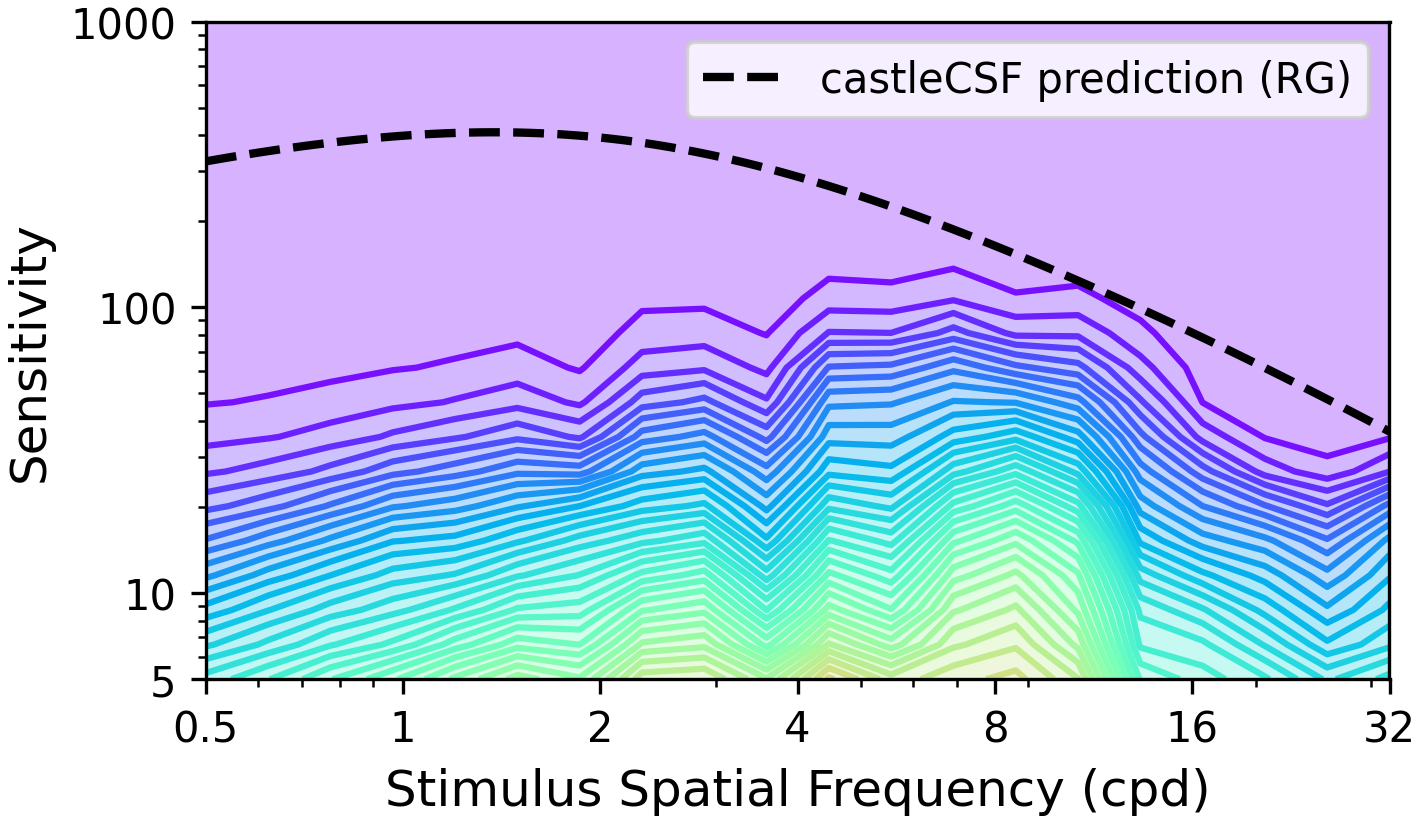 1000
castleCSF prediction (RG)
Sensitivity
100
10
5
0.5 1 2 4 8 16 32
Stimulus Spatial Frequency (cpd)